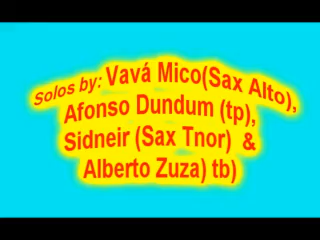 Solos by: Vavá Mico(Sax Alto),
Afonso Dundum (tp),
Sidneir (Sax Tnor) &
Alberto Zuza) tb)